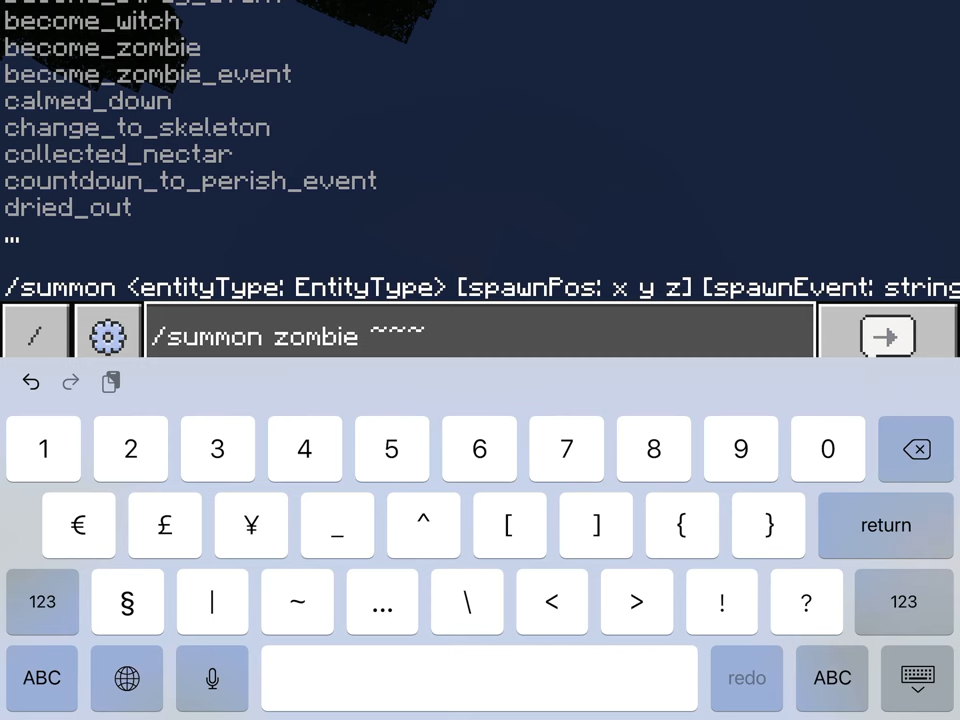 become_witch
become_zombie
become_zombie_event
calmed_down
change_to_skeleton
collected_nectar
countdown_to_perish_event
dried_out
...
/summon <entityType: EntityType> [spawnPos: x y z] [spawnEvent: string
/
/summon zombie ~~~
1 2 3 4 5 6 7 8 9 0
€ £ ¥ _ ^ [ ] { } return
123 § | ~ ... \ < > ! ? 123
ABC redo ABC